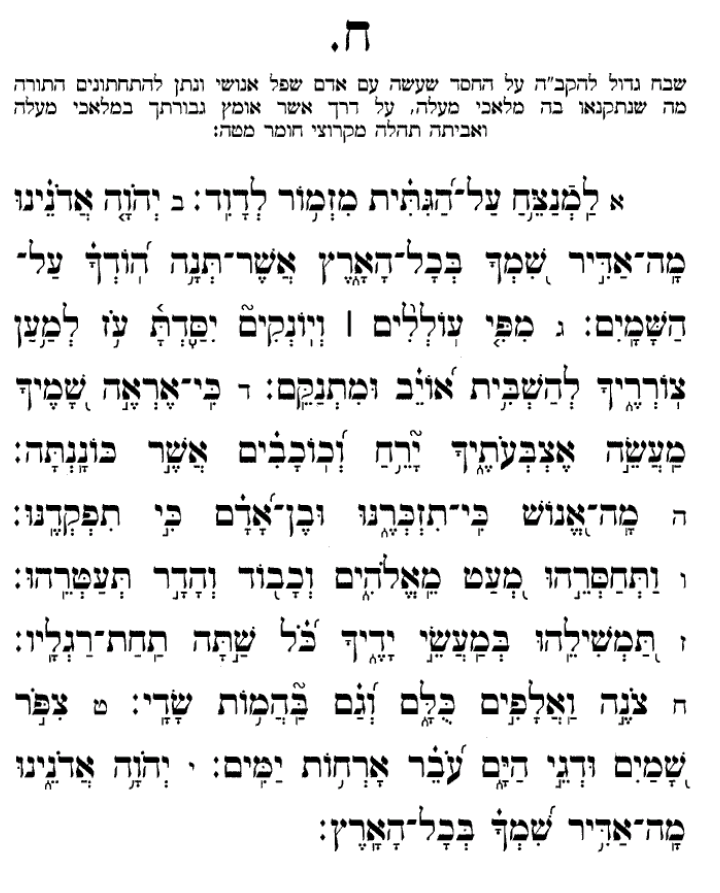 ח.
שבח גדול להקב"ה על החסד שעשה עם אדם שפל אנושי ונתן להתחתונים התורה
מה שנתקנאו בה מלאכי מעלה, על דרך אשר אומץ גבורתך במלאכי מעלה
ואביתה תהלה מקרוצי חומר מטה:
א לַמְנַצֵּ֥חַ עַֽל־הַגִּתִּ֗ית מִזְמ֥וֹר לְדָוִֽד: ב יְהֹוָ֤ה אֲדֹנֵ֗ינוּ
מָֽה־אַדִּ֣יר שִׁ֭מְךָ בְּכׇל־הָאָ֑רֶץ אֲשֶׁר־תְּנָ֥ה ה֝וֹדְךָ֗ עַל־
הַשָּׁמָֽיִם: ג מִפִּ֤י עֽוֹלְלִ֨ים | וְֽיוֹנְקִים֮ יִסַּ֢דְתָּ֫ עֹ֥ז לְמַ֥עַן
צֽוֹרְרֶ֑יךָ לְהַשְׁבִּ֥ית א֝וֹיֵ֗ב וּמִתְנַקֵּֽם: ד כִּֽי־אֶרְאֶ֣ה שָׁ֭מֶיךָ
מַֽעֲשֵׂ֣ה אֶצְבְּעֹתֶ֑יךָ יָרֵ֥חַ וְ֝כֽוֹכָבִ֗ים אֲשֶׁ֣ר כּוֹנָֽנְתָּה:
ה מָֽה־אֱנ֥וֹשׁ כִּֽי־תִזְכְּרֶ֑נּוּ וּבֶן־אָ֝דָ֗ם כִּ֣י תִפְקְדֶֽנּוּ:
ו וַתְּחַסְּרֵ֣הוּ מְּ֭עַט מֵֽאֱלֹהִ֑ים וְכָב֖וֹד וְהָדָ֣ר תְּעַטְּרֵֽהוּ:
ז תַּ֭מְשִׁילֵֽהוּ בְּמַֽעֲשֵׂ֣י יָדֶ֑יךָ כֹּ֝֗ל שַׁ֣תָּה תַֽחַת־רַגְלָֽיו:
ח צֹנֶ֣ה וַֽאֲלָפִ֣ים כֻּלָּ֑ם וְ֝גַ֗ם בַּֽהֲמ֥וֹת שָׂדָֽי: ט צִפּ֣וֹר
שָׁ֭מַיִם וּדְגֵ֣י הַיָּ֑ם עֹ֝בֵ֗ר אָרְח֥וֹת יַמִּֽים: י יְהֹוָ֥ה אֲדֹנֵ֑ינוּ
מָֽה־אַדִּ֥יר שִׁ֝מְךָ֗ בְּכׇל־הָאָֽרֶץ: